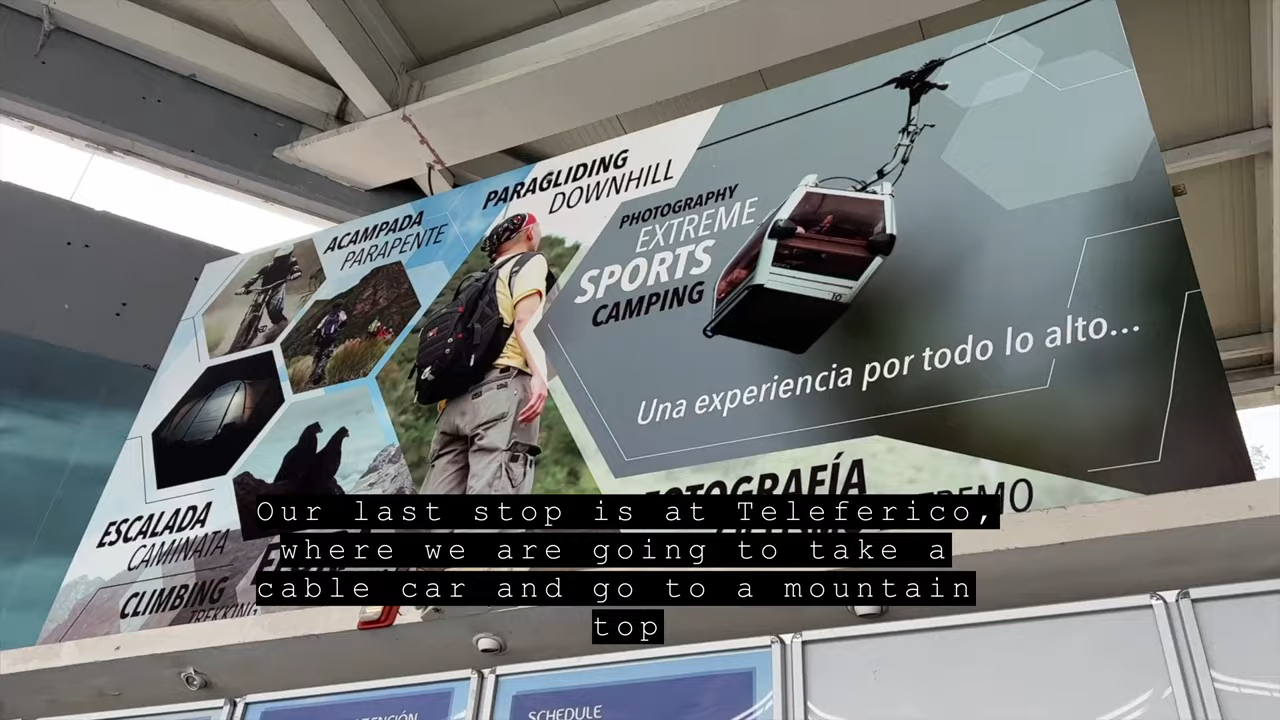 PARAGLIDING
DOWNHILL
ACAMPADA
PARAPENTE
PHOTOGRAPHY
EXTREME
SPORTS
CAMPING
10
Una experiencia por todo lo alto...
FOTOGRAFÍA
ESCALADA
CAMINATA
CLIMBING
TREKKING
Our last stop is at Teleferico,
where we are going to take a
cable car and go to a mountain
top
SCHEDULE